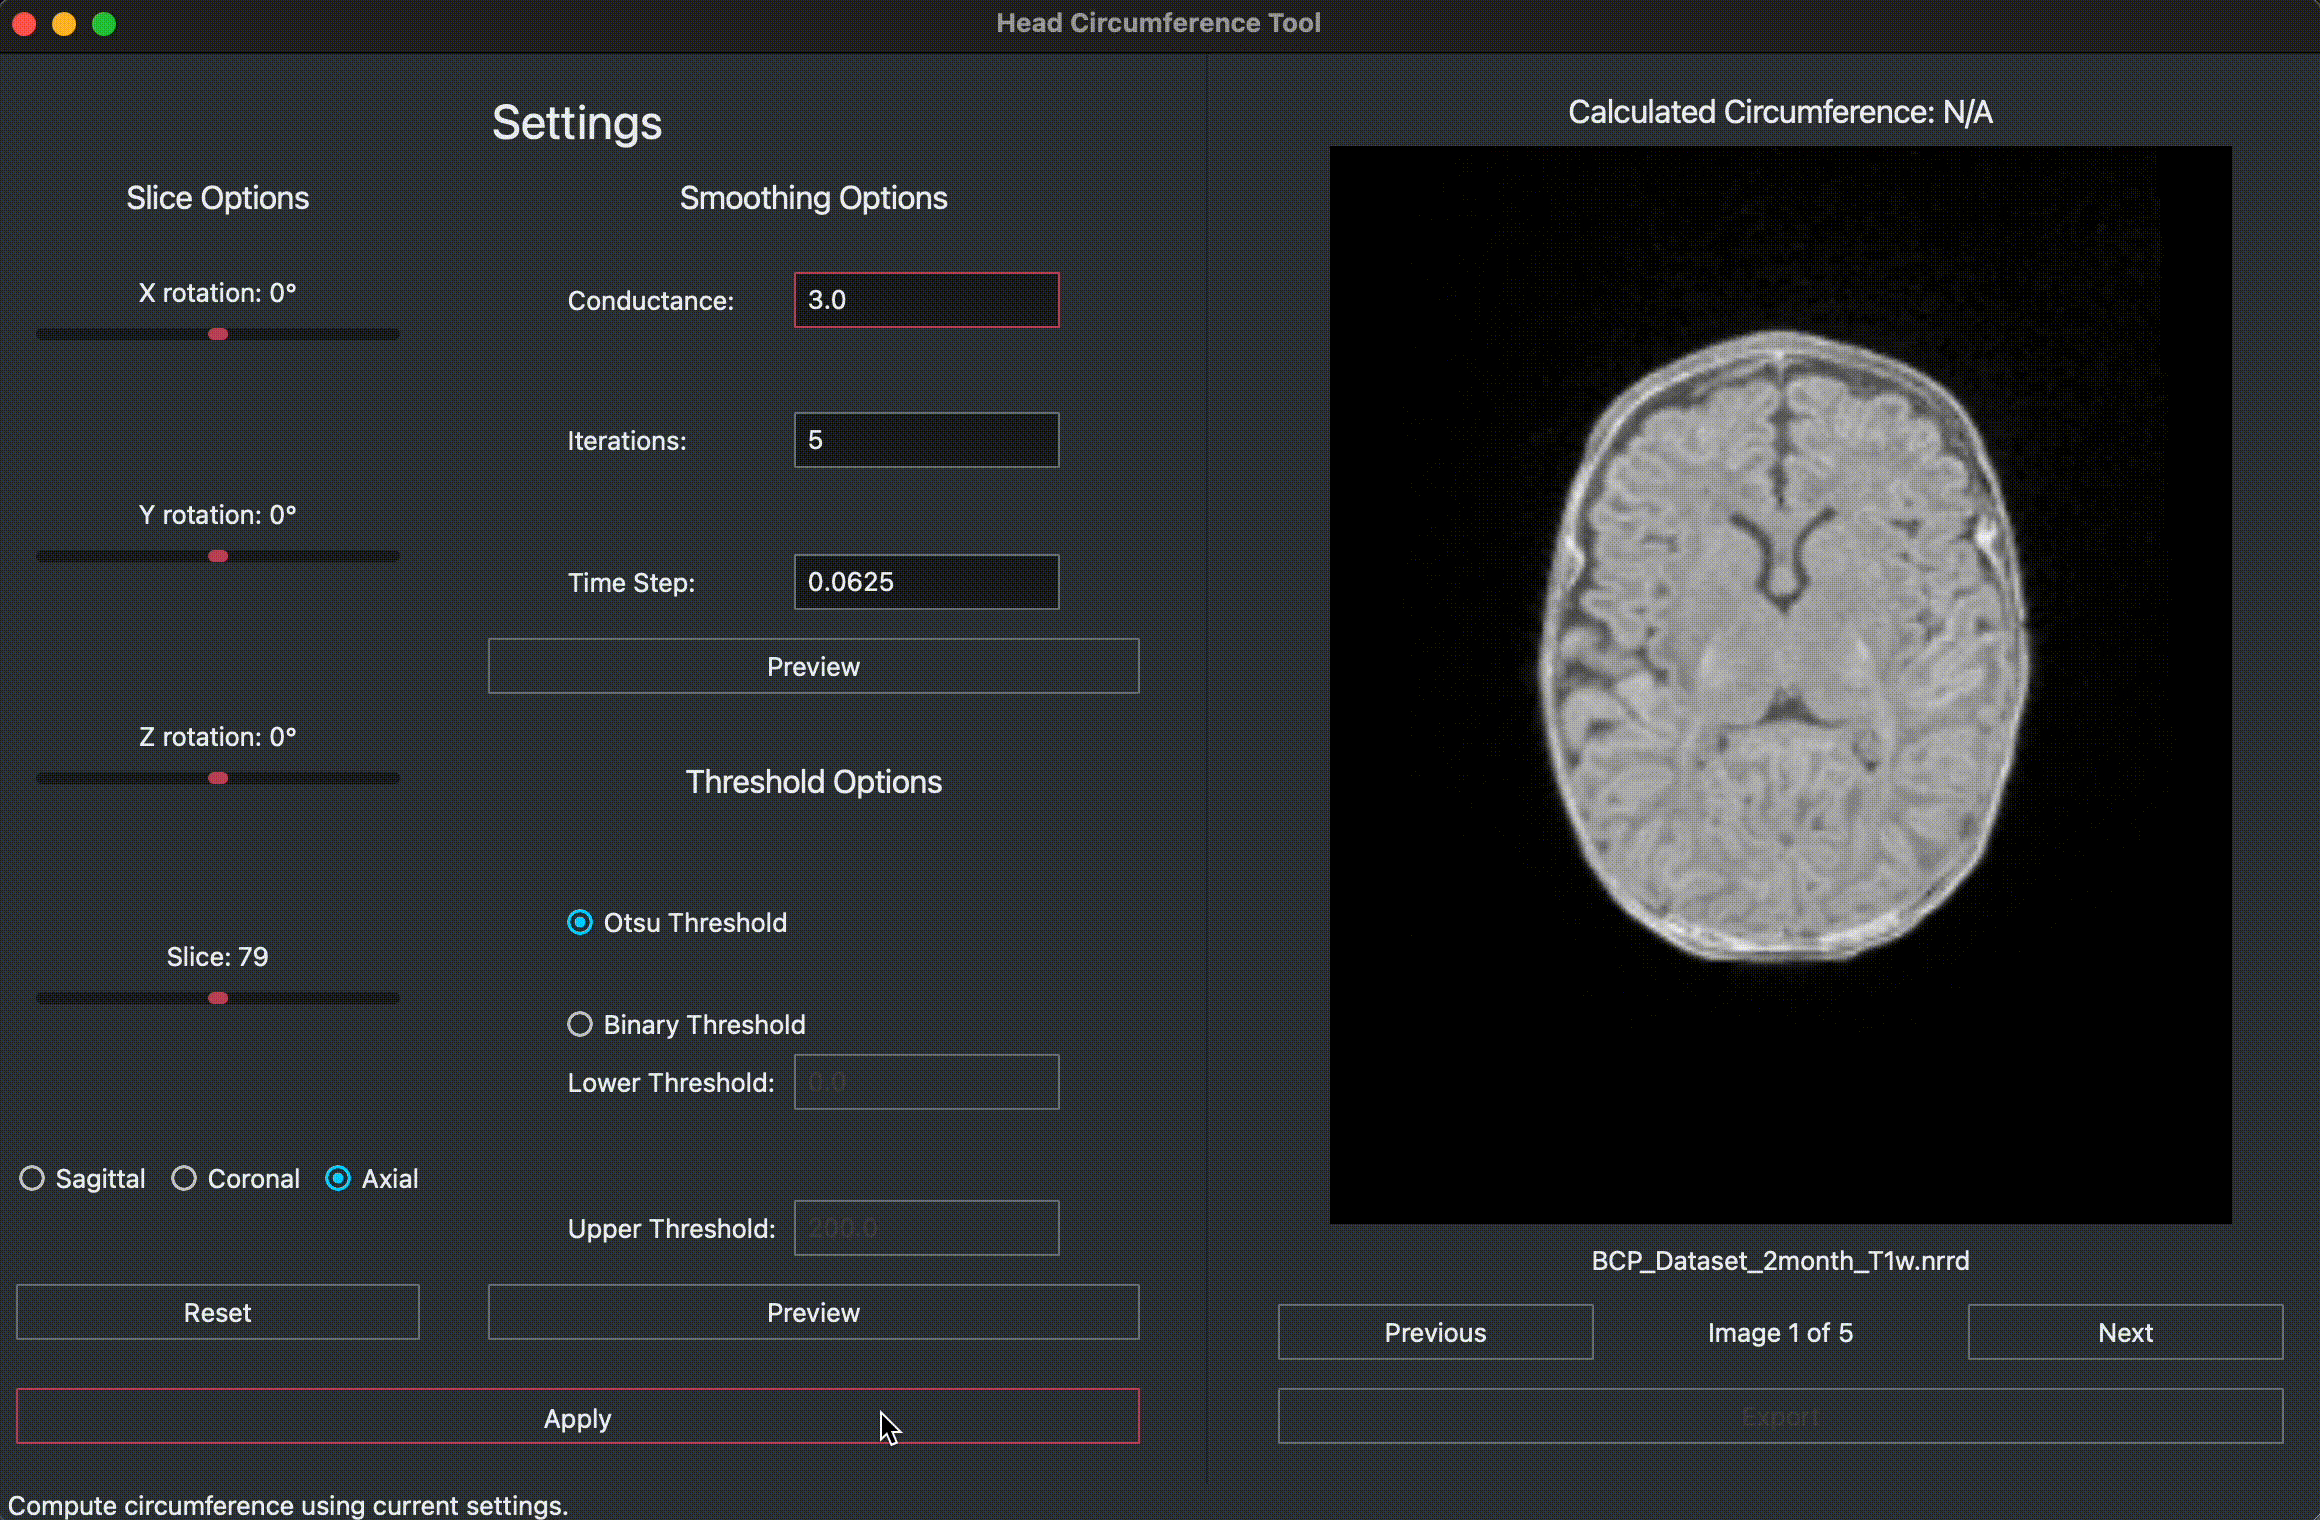 Head Circumference Tool
Settings
Slice Options
X rotation: 0°
Y rotation: 0°
Z rotation: 0°
Slice: 79
Sagittal
Coronal
Axial
Reset
Smoothing Options
Conductance:
3.0
Iterations:
5
Time Step:
0.0625
Preview
Threshold Options
Otsu Threshold
Binary Threshold
Lower Threshold:
0.0
Upper Threshold:
200.0
Preview
Apply
Calculated Circumference: N/A
BCP_Dataset_2month_T1w.nrrd
Previous
Image 1 of 5
Next
Export
Compute circumference using current settings.